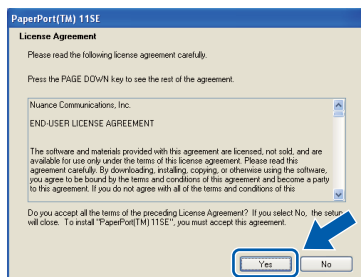 PaperPort(TM) 11SE
License Agreement
Please read the following license agreement carefully.
Press the PAGE DOWN key to see the rest of the agreement.
Nuance Communications, Inc.
END-USER LICENSE AGREEMENT
The software and materials provided with this agreement are licensed, not sold, and are
available for use only under the terms of this license agreement. Please read this
agreement carefully. By downloading, installing, copying, or otherwise using the software,
you agree to be bound by the terms and conditions of this agreement and become a party
to this agreement. If you do not agree with all of the terms and conditions of this
Do you accept all the terms of the preceding License Agreement? If you select No, the setup
will close. To install "PaperPort(TM) 11SE", you must accept this agreement.
Yes
No